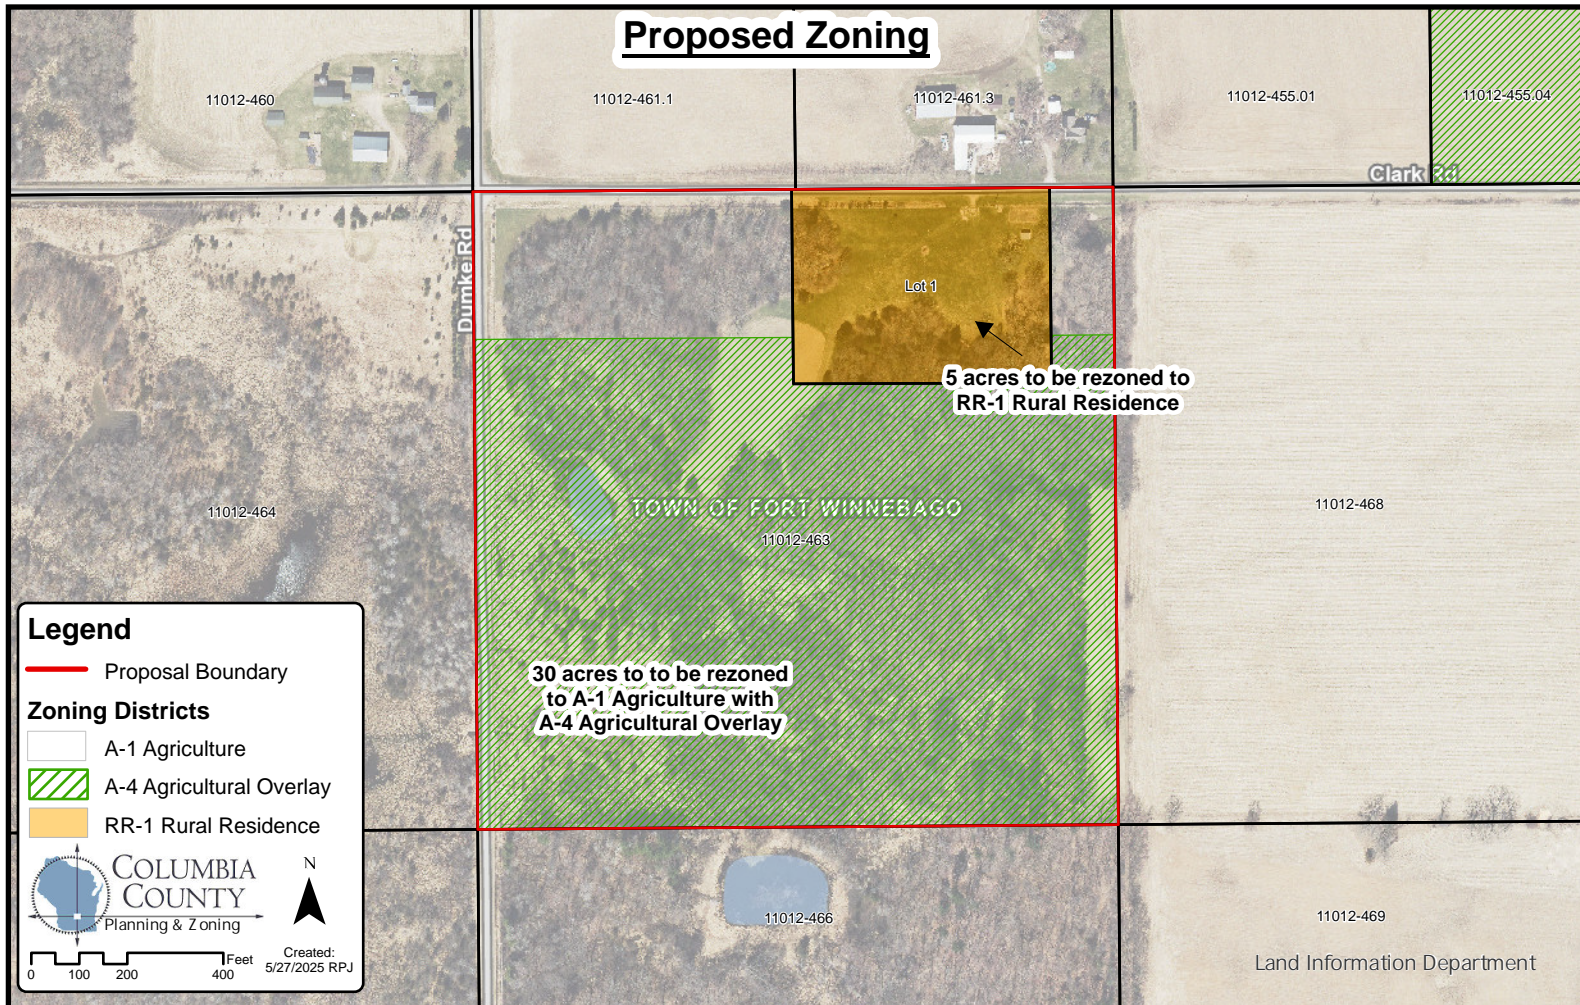 Proposed Zoning
11012-460
11012-461.1
11012-461.3
11012-455.01
11012-455.04
Clark Rd
Dumke Rd
Lot 1
5 acres to be rezoned to
RR-1 Rural Residence
TOWN OF FORT WINNEBAGO
11012-464
11012-463
11012-468
30 acres to to be rezoned
to A-1 Agriculture with
A-4 Agricultural Overlay
Legend
Proposal Boundary
Zoning Districts
A-1 Agriculture
A-4 Agricultural Overlay
RR-1 Rural Residence
COLUMBIA
COUNTY
Planning & Zoning
N
Created:
5/27/2025 RPJ
Feet
0 100 200 400
11012-466
11012-469
Land Information Department